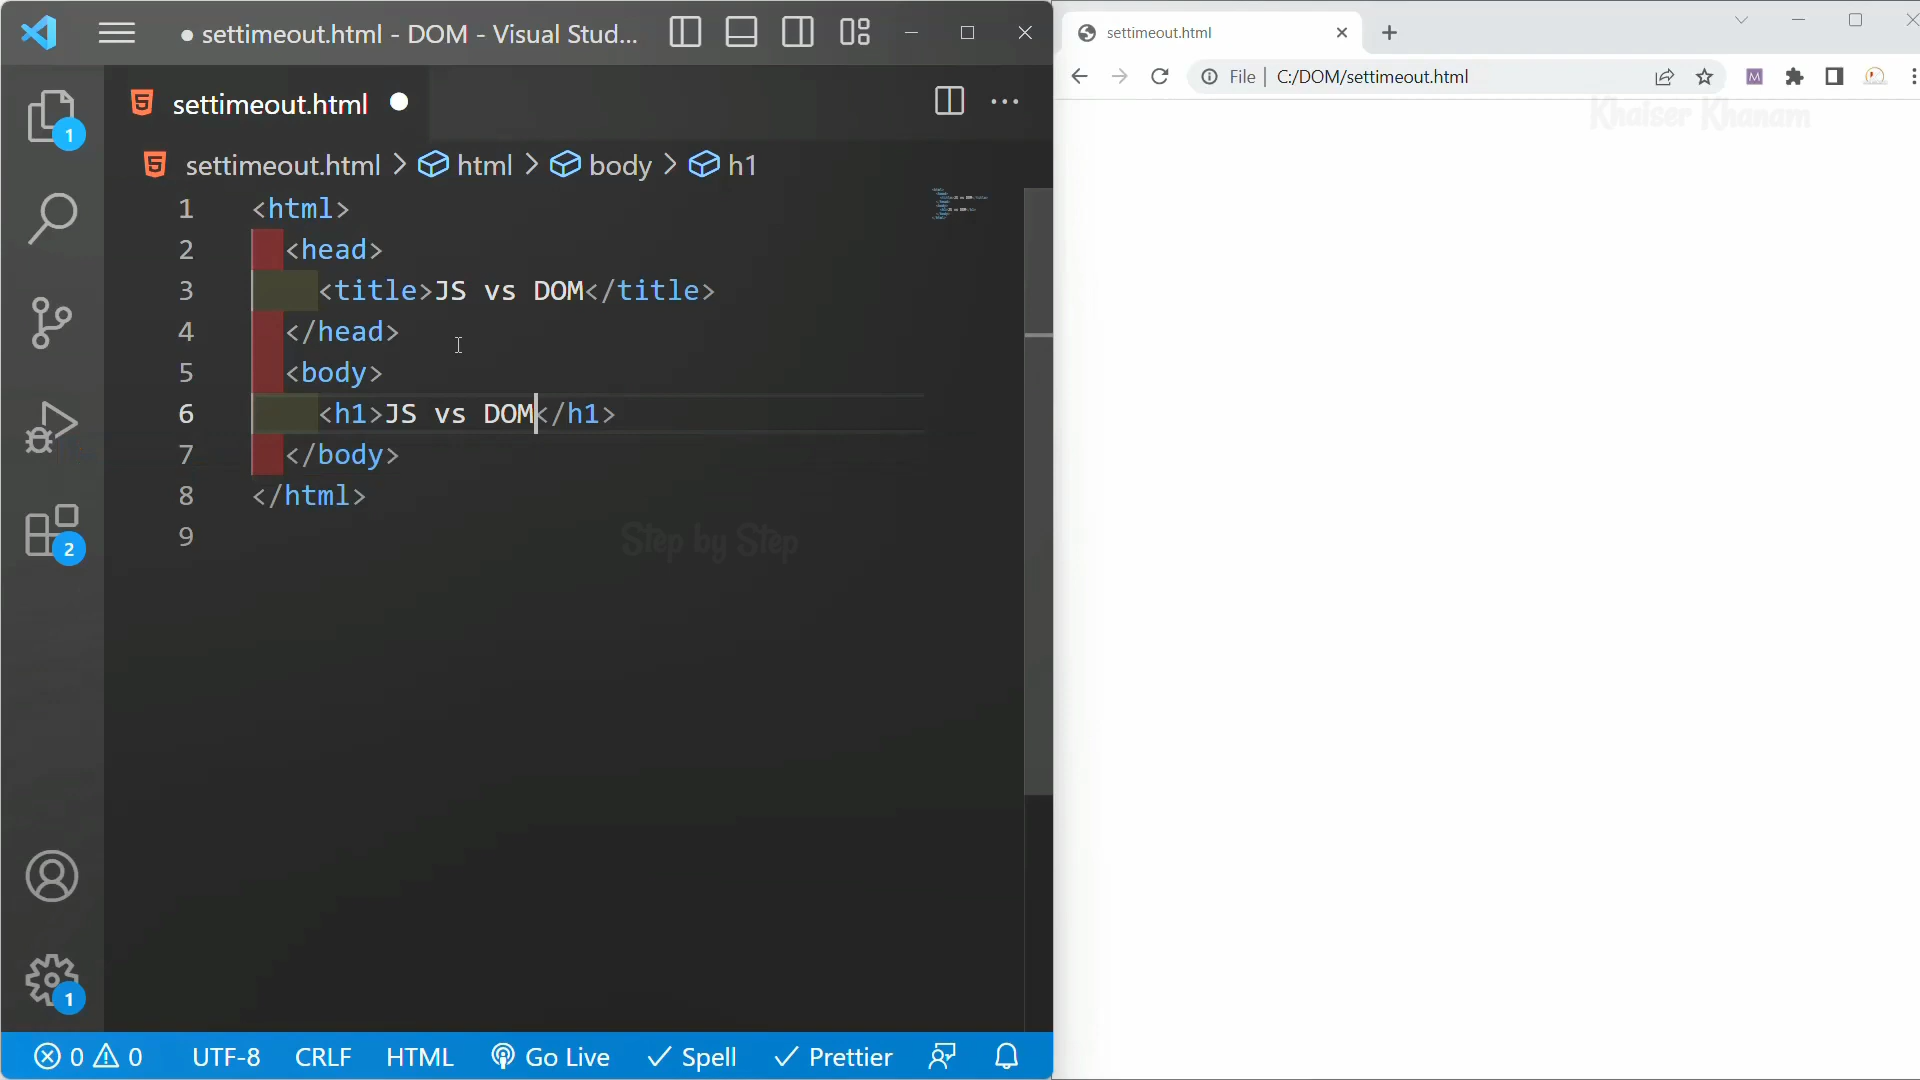 ● settimeout.html - DOM - Visual Stud...
settimeout.html
settimeout.html > html > body > h1
1 <html>
2 <head>
3 <title>JS vs DOM</title>
4 </head>
5 <body>
6 <h1>JS vs DOM</h1>
7 </body>
8 </html>
9
1
2
1
Step by Step
0 0 UTF-8 CRLF HTML Go Live Spell Prettier
settimeout.html
File | C:/DOM/settimeout.html
M
Khaiser Khanam